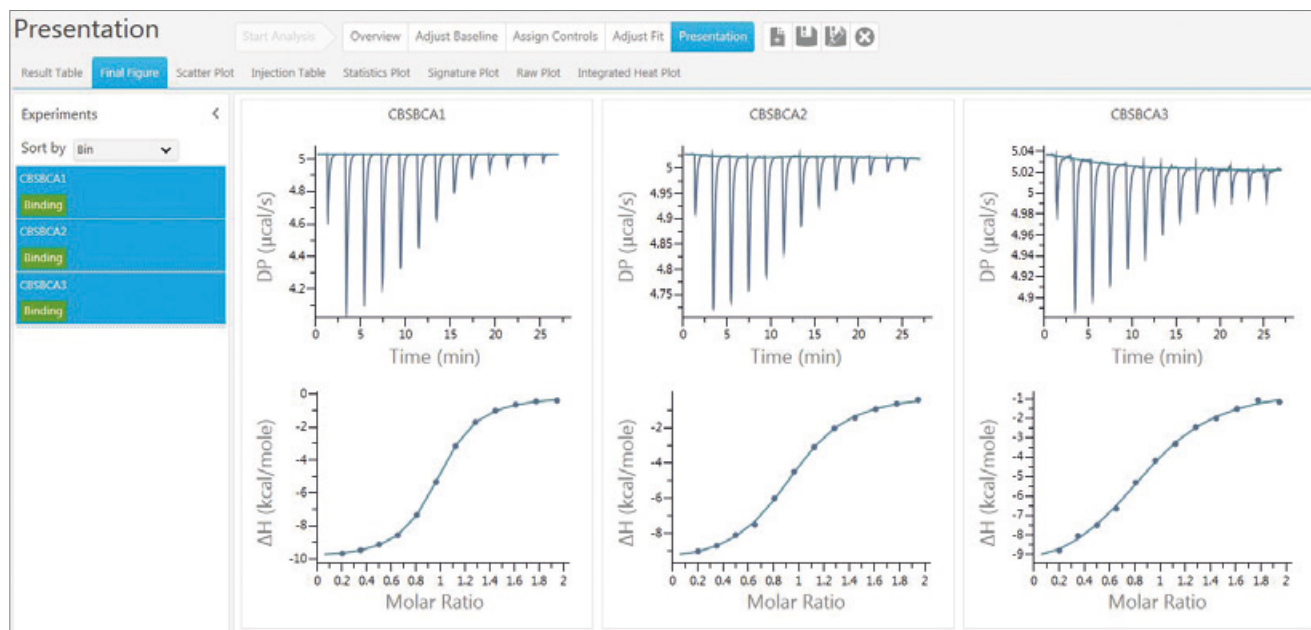 Presentation
Start Analysis Overview Adjust Baseline Assign Controls Adjust Fit Presentation
Result Table Final Figure Scatter Plot Injection Table Statistics Plot Signature Plot Raw Plot Integrated Heat Plot
Experiments
Sort by Bin
CBSBCA1
Binding
CBSBCA2
Binding
CBSBCA3
Binding
CBSBCA1
DP (µcal/s)
5
4.8
4.6
4.4
4.2
0 5 10 15 20 25
Time (min)
ΔH (kcal/mole)
0
-2
-4
-6
-8
-10
0 0.2 0.4 0.6 0.8 1 1.2 1.4 1.6 1.8 2
Molar Ratio
CBSBCA2
DP (µcal/s)
5
4.95
4.9
4.85
4.8
4.75
0 5 10 15 20 25
Time (min)
ΔH (kcal/mole)
-2
-4
-6
-8
0 0.2 0.4 0.6 0.8 1 1.2 1.4 1.6 1.8 2
Molar Ratio
CBSBCA3
DP (µcal/s)
5.04
5.02
5
4.98
4.96
4.94
4.92
4.9
0 5 10 15 20 25
Time (min)
ΔH (kcal/mole)
-1
-2
-3
-4
-5
-6
-7
-8
-9
0 0.2 0.4 0.6 0.8 1 1.2 1.4 1.6 1.8 2
Molar Ratio